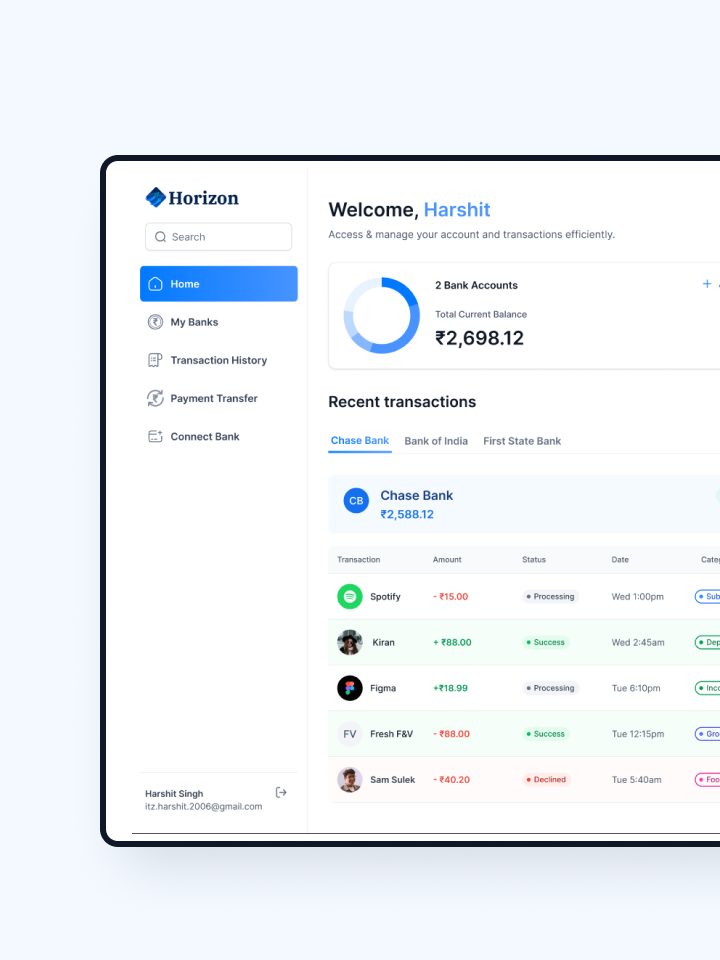 Horizon
Search
Home
My Banks
Transaction History
Payment Transfer
Connect Bank
Harshit Singh
itz.harshit.2006@gmail.com
Welcome, Harshit
Access & manage your account and transactions efficiently.
2 Bank Accounts
+
Total Current Balance
₹2,698.12
Recent transactions
Chase Bank Bank of India First State Bank
CB Chase Bank
₹2,588.12
Transaction Amount Status Date Categ
Spotify - ₹15.00 Processing Wed 1:00pm Sub
Kiran + ₹88.00 Success Wed 2:45am Dep
Figma +₹18.99 Processing Tue 6:10pm Inco
FV Fresh F&V - ₹88.00 Success Tue 12:15pm Gro
Sam Sulek - ₹40.20 Declined Tue 5:40am Foo